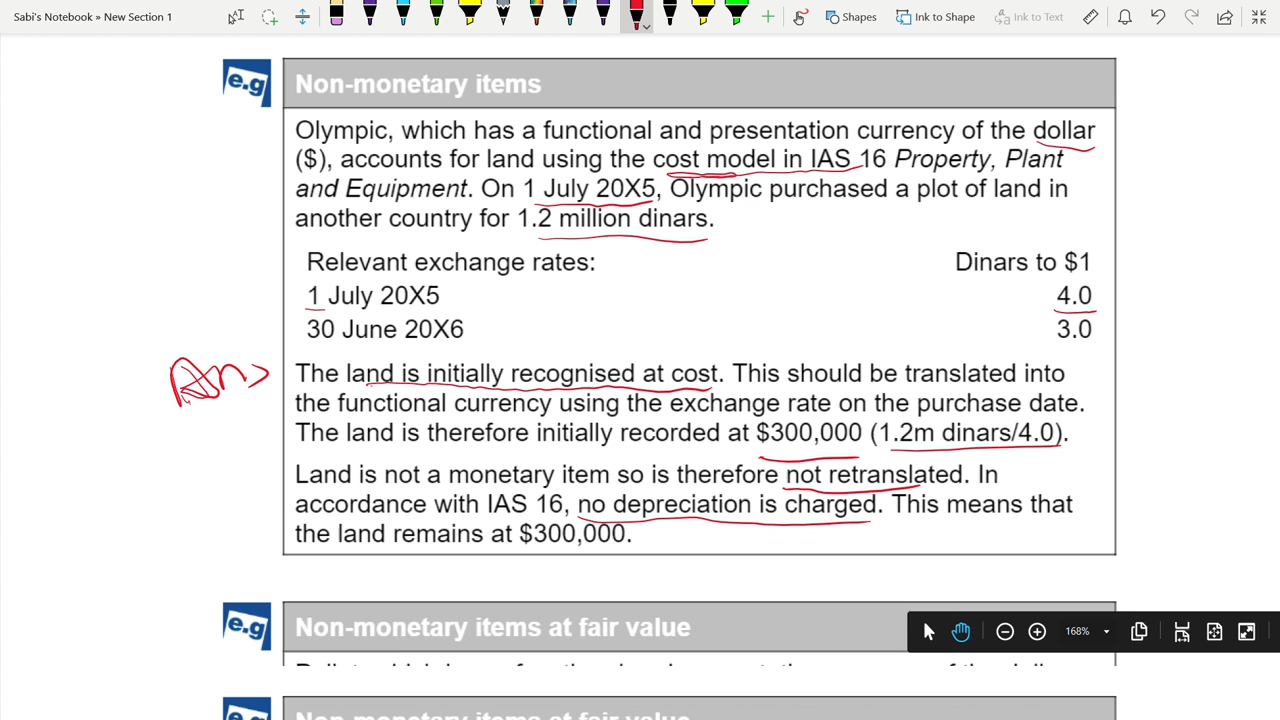 Sabi's Notebook » New Section 1
Shapes
Ink to Shape
Ink to Text
e.g
Non-monetary items
Olympic, which has a functional and presentation currency of the dollar
($), accounts for land using the cost model in IAS 16 Property, Plant
and Equipment. On 1 July 20X5, Olympic purchased a plot of land in
another country for 1.2 million dinars.
Relevant exchange rates: Dinars to $1
1 July 20X5 4.0
30 June 20X6 3.0
The land is initially recognised at cost. This should be translated into
the functional currency using the exchange rate on the purchase date.
The land is therefore initially recorded at $300,000 (1.2m dinars/4.0).
Land is not a monetary item so is therefore not retranslated. In
accordance with IAS 16, no depreciation is charged. This means that
the land remains at $300,000.
e.g
Non-monetary items at fair value
168%
e.g
Non-monetary items at fair value